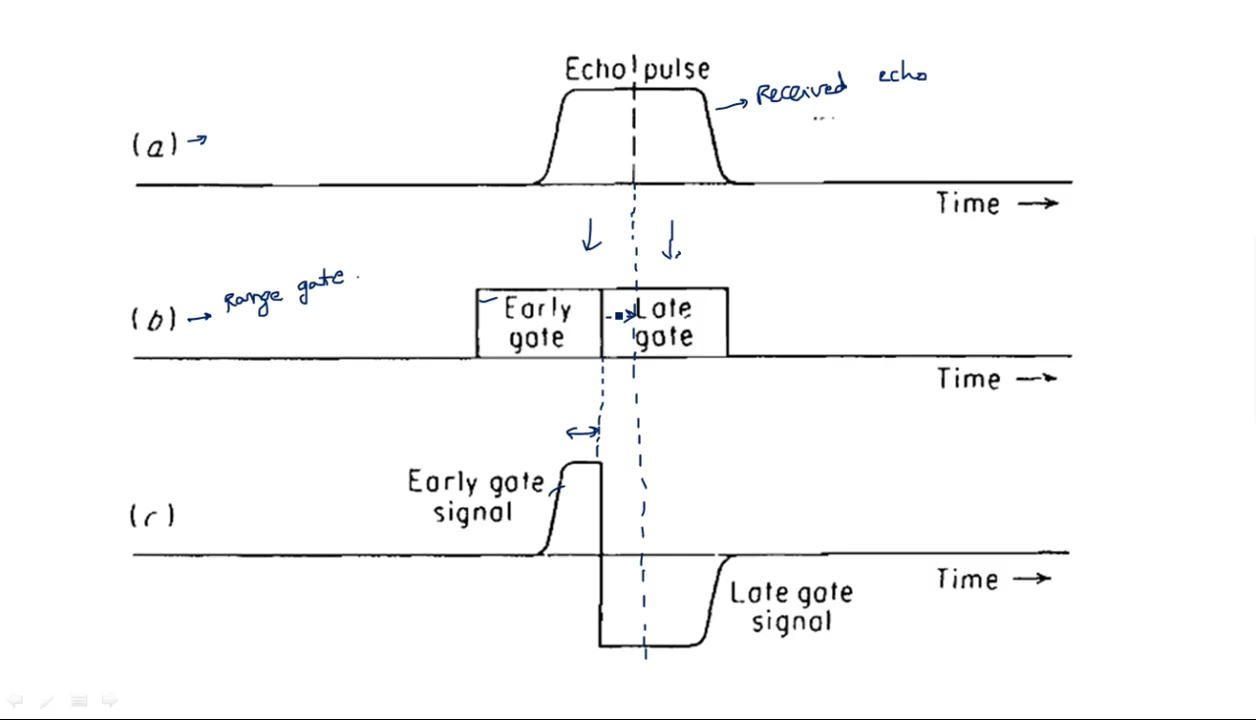 Echo pulse
Received echo
(a)
Time
Range gate.
(b)
Early gate
Late gate
Time
Early gate signal
(c)
Time
Late gate signal